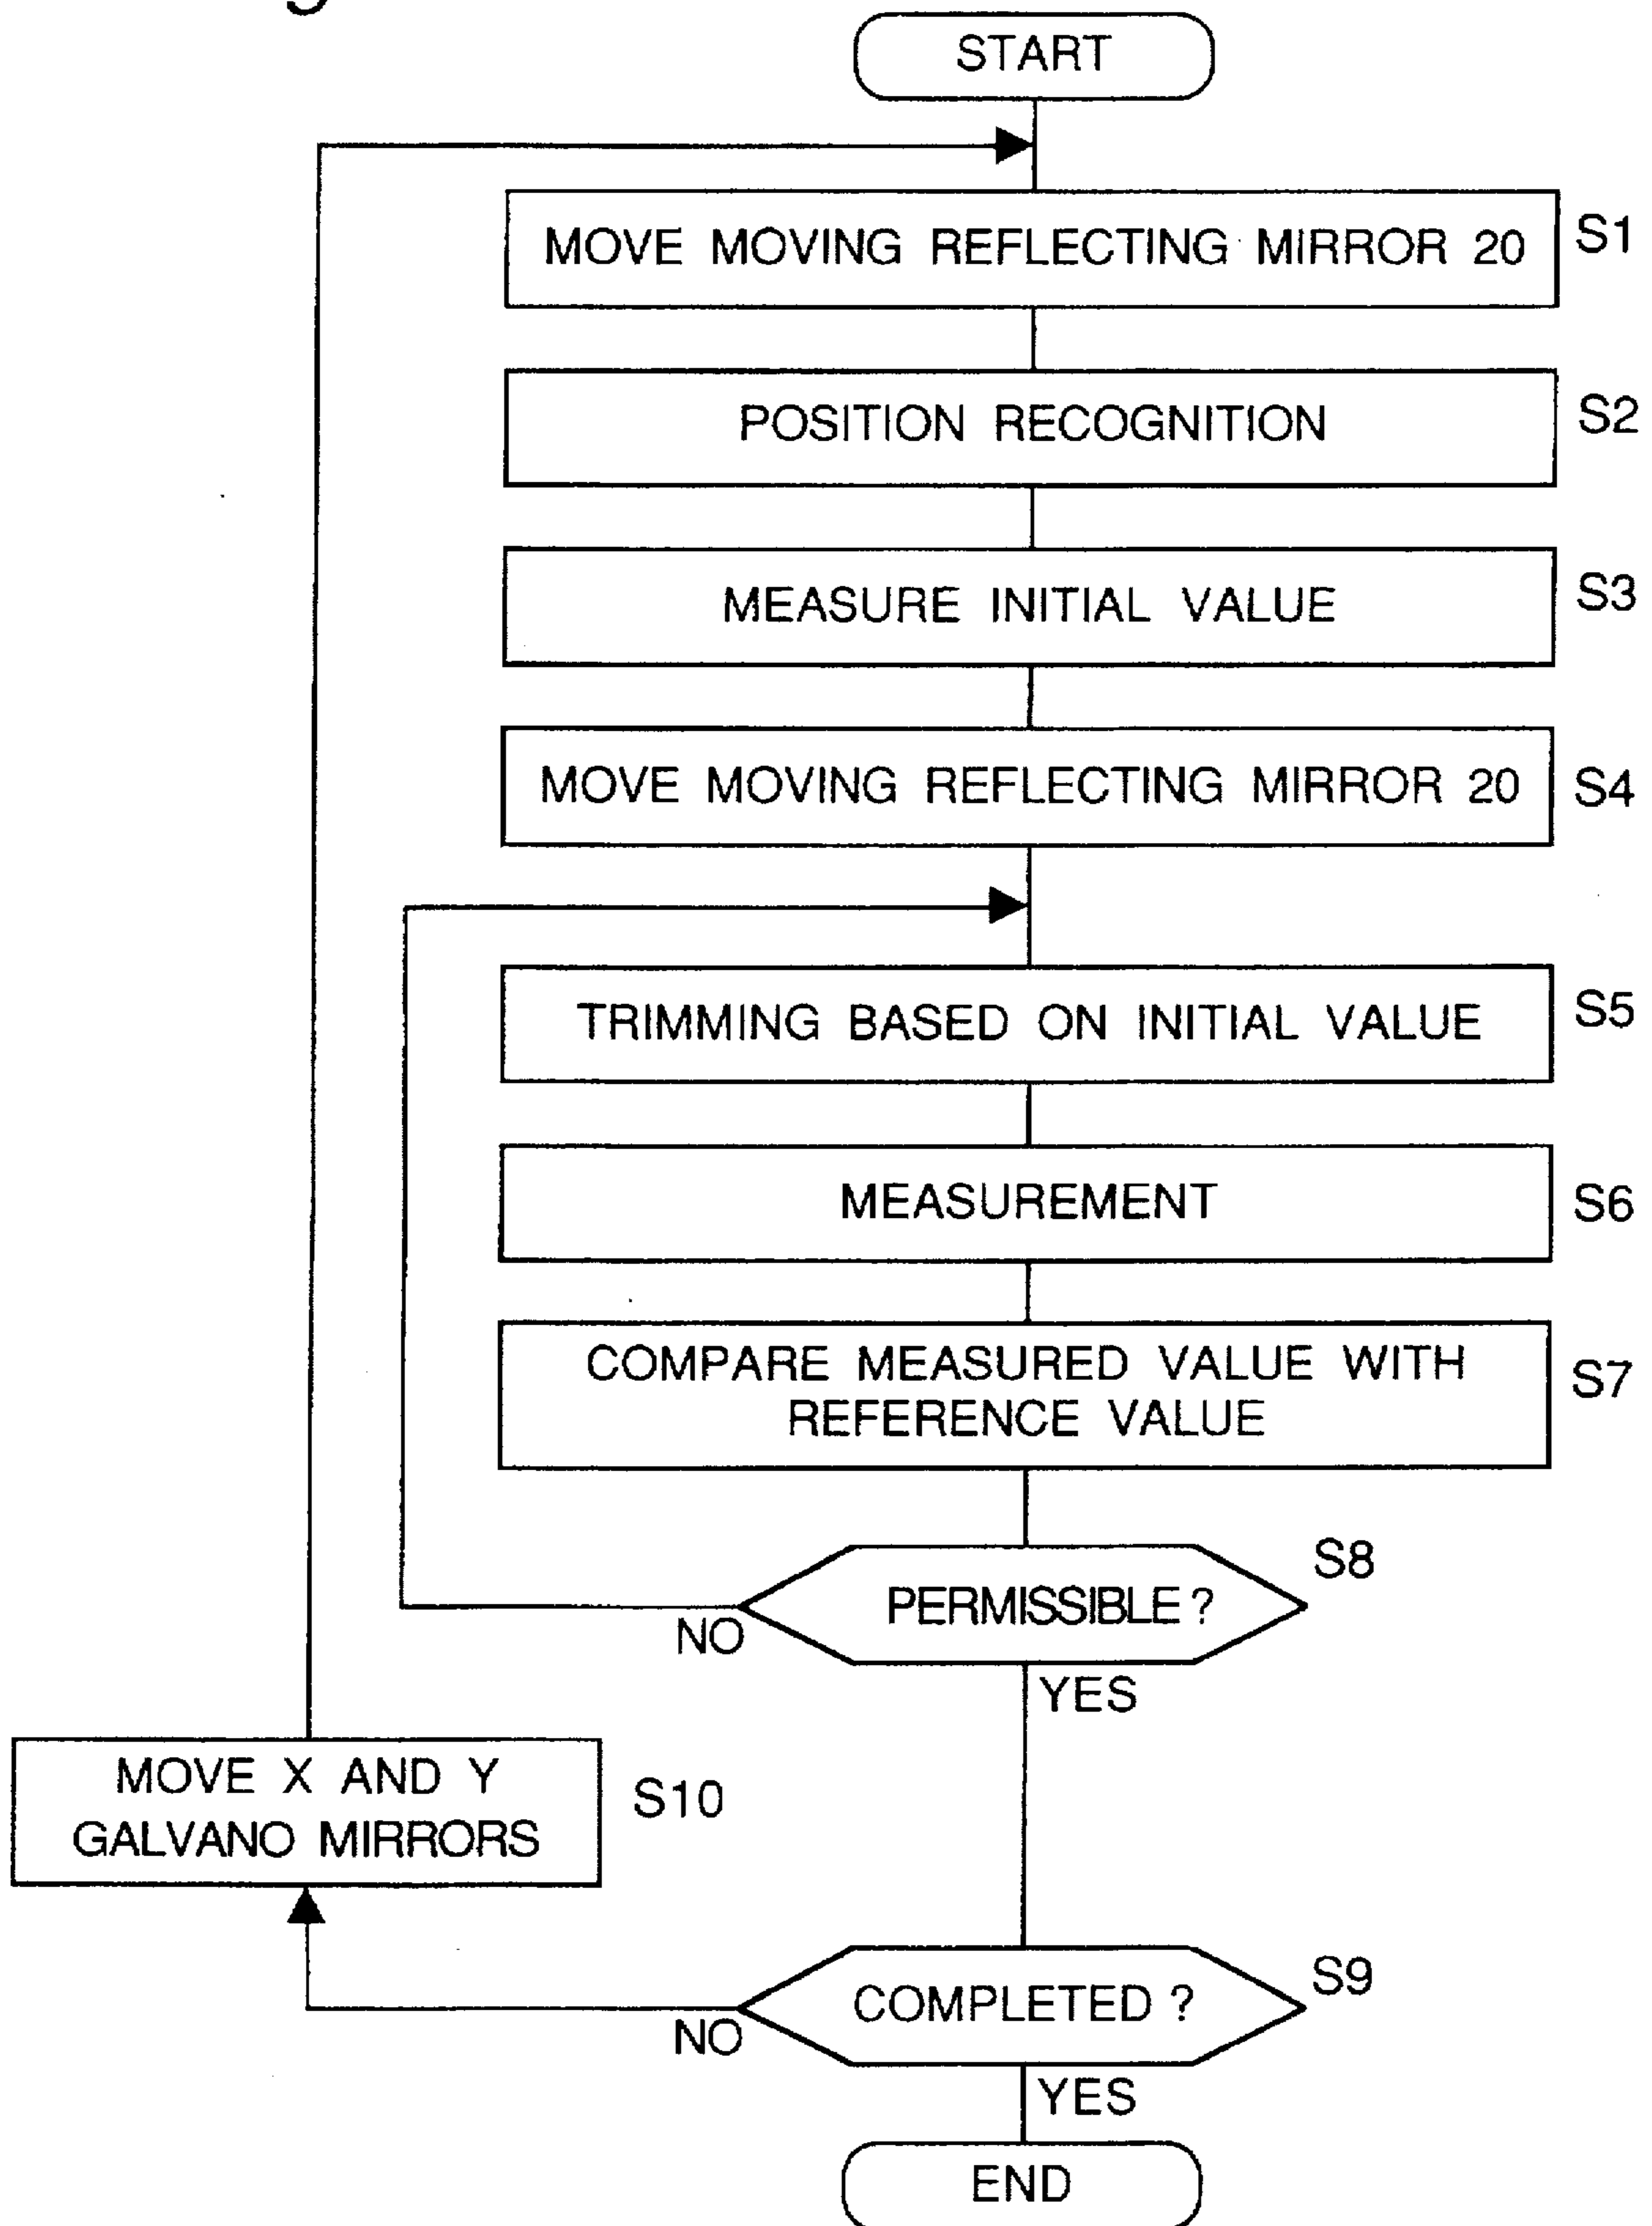 START
MOVE MOVING REFLECTING MIRROR 20 S1
POSITION RECOGNITION S2
MEASURE INITIAL VALUE S3
MOVE MOVING REFLECTING MIRROR 20 S4
TRIMMING BASED ON INITIAL VALUE S5
MEASUREMENT S6
COMPARE MEASURED VALUE WITH
REFERENCE VALUE
S7
PERMISSIBLE ? S8
NO
YES
MOVE X AND Y
GALVANO MIRRORS
S10
COMPLETED ? S9
NO
YES
END